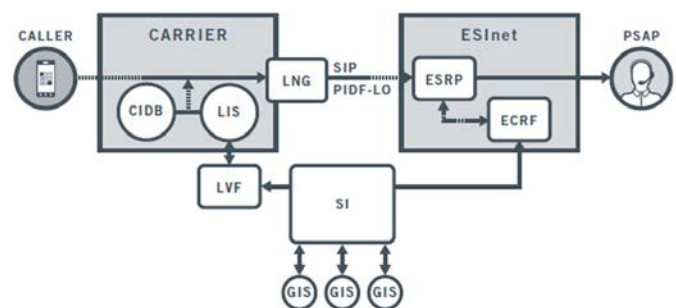 CALLER
CARRIER
ESInet
PSAP
LNG
SIP
PIDF-LO
ESRP
CIDB
LIS
ECRF
LVF
SI
GIS
GIS
GIS